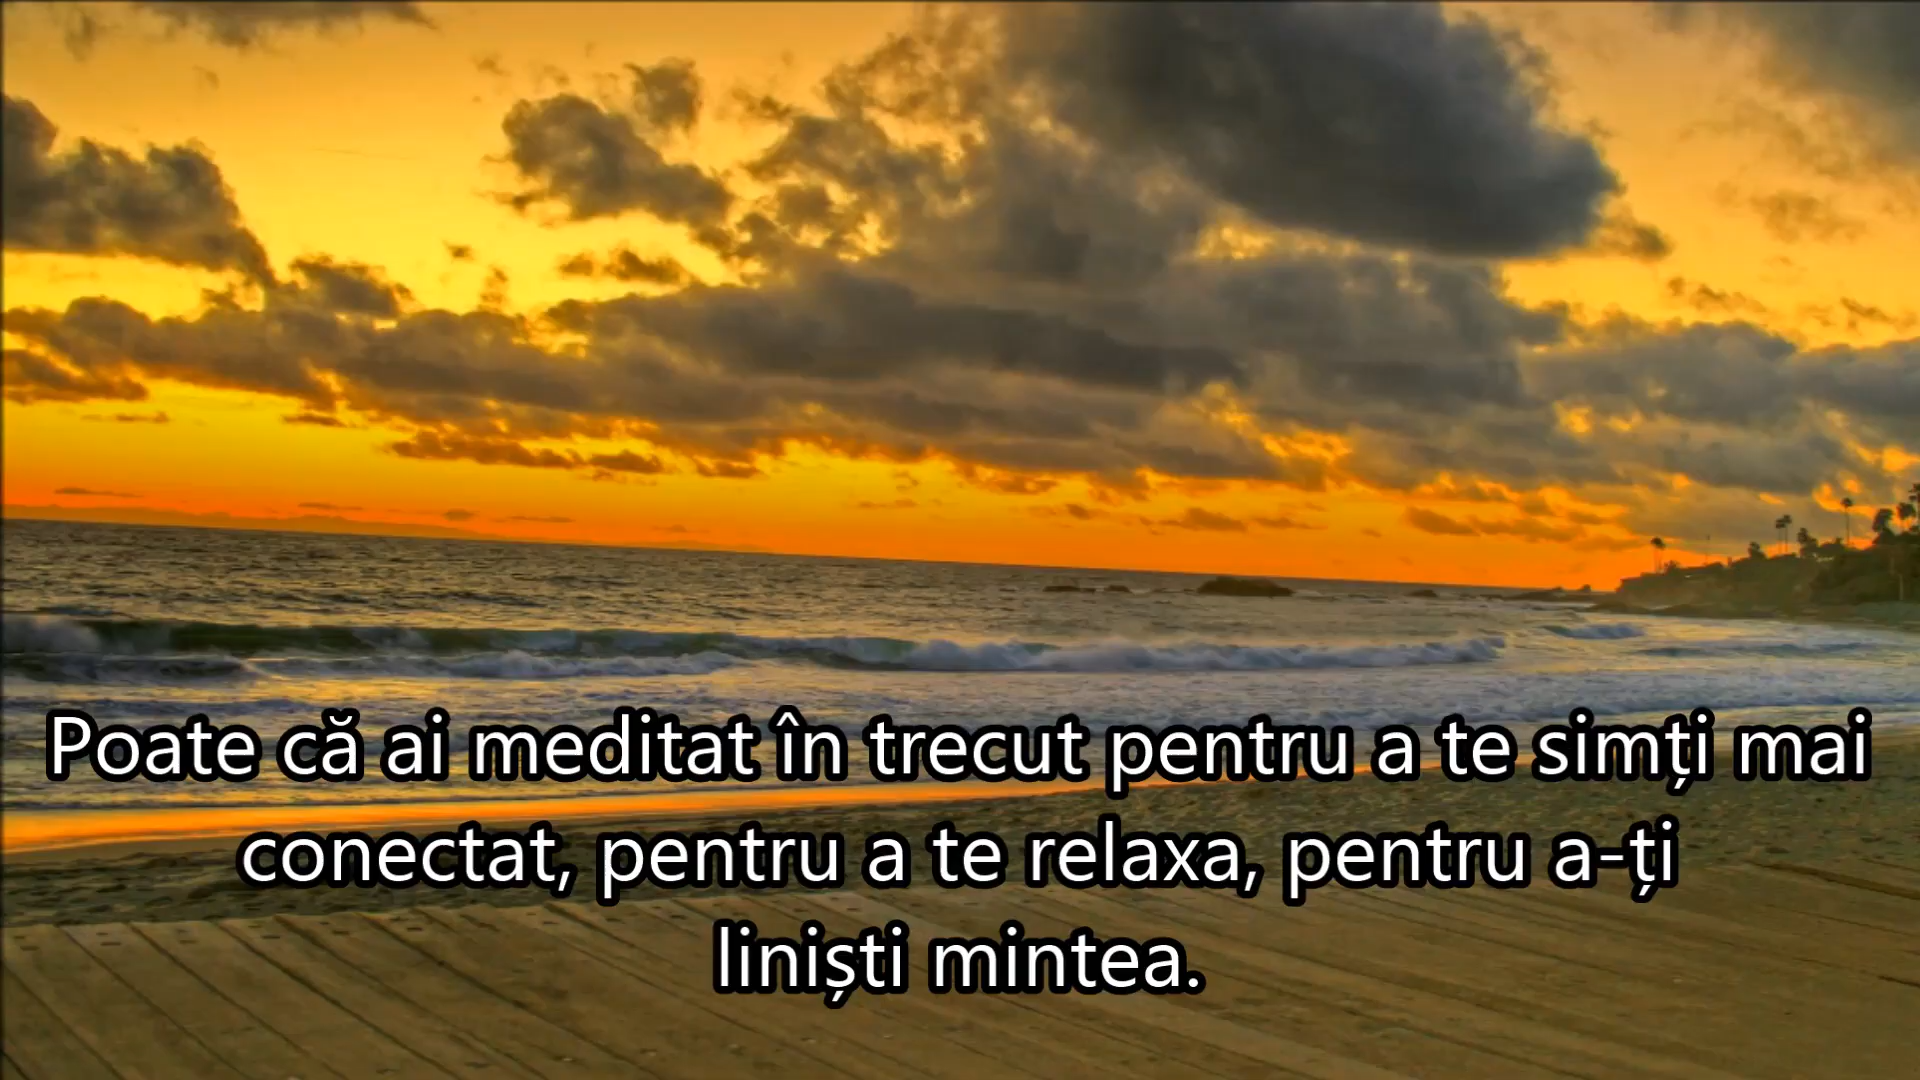 Poate că ai meditat în trecut pentru a te simți mai
conectat, pentru a te relaxa, pentru a-ți
liniști mintea.